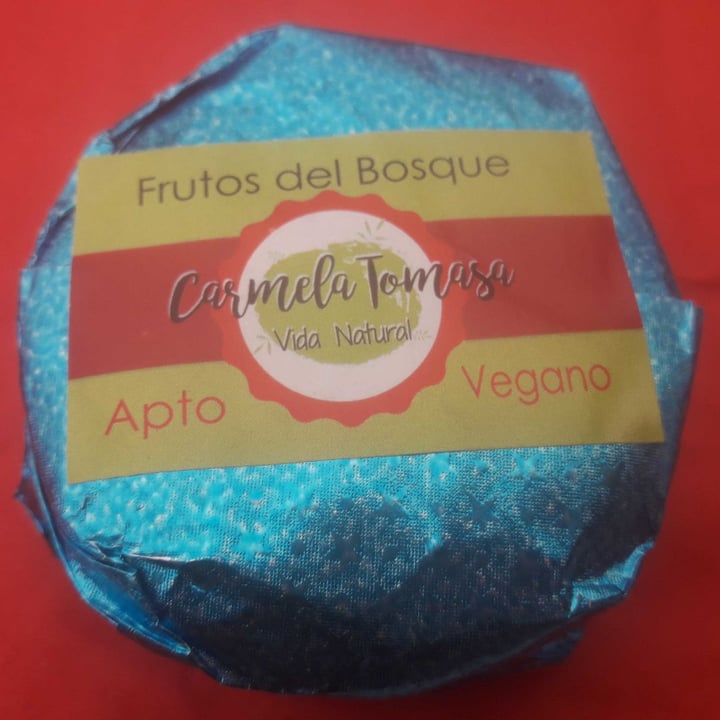 Frutos del Bosque
Carmela Tomasa
Vida Natural
Apto Vegano